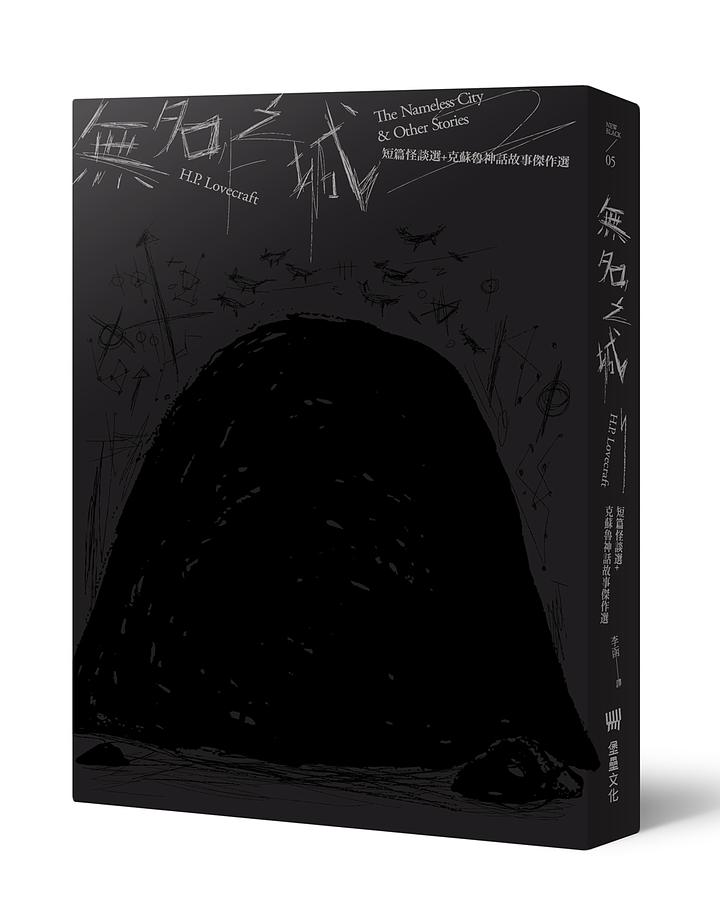 無名之城
H.P. Lovecraft
The Nameless City
& Other Stories
短篇怪談選+克蘇魯神話故事傑作選
NEW
BLACK
05
無名之城
H.P. Lovecraft
短篇怪談選+
克蘇魯神話故事傑作選
李函
譯
堡壘文化